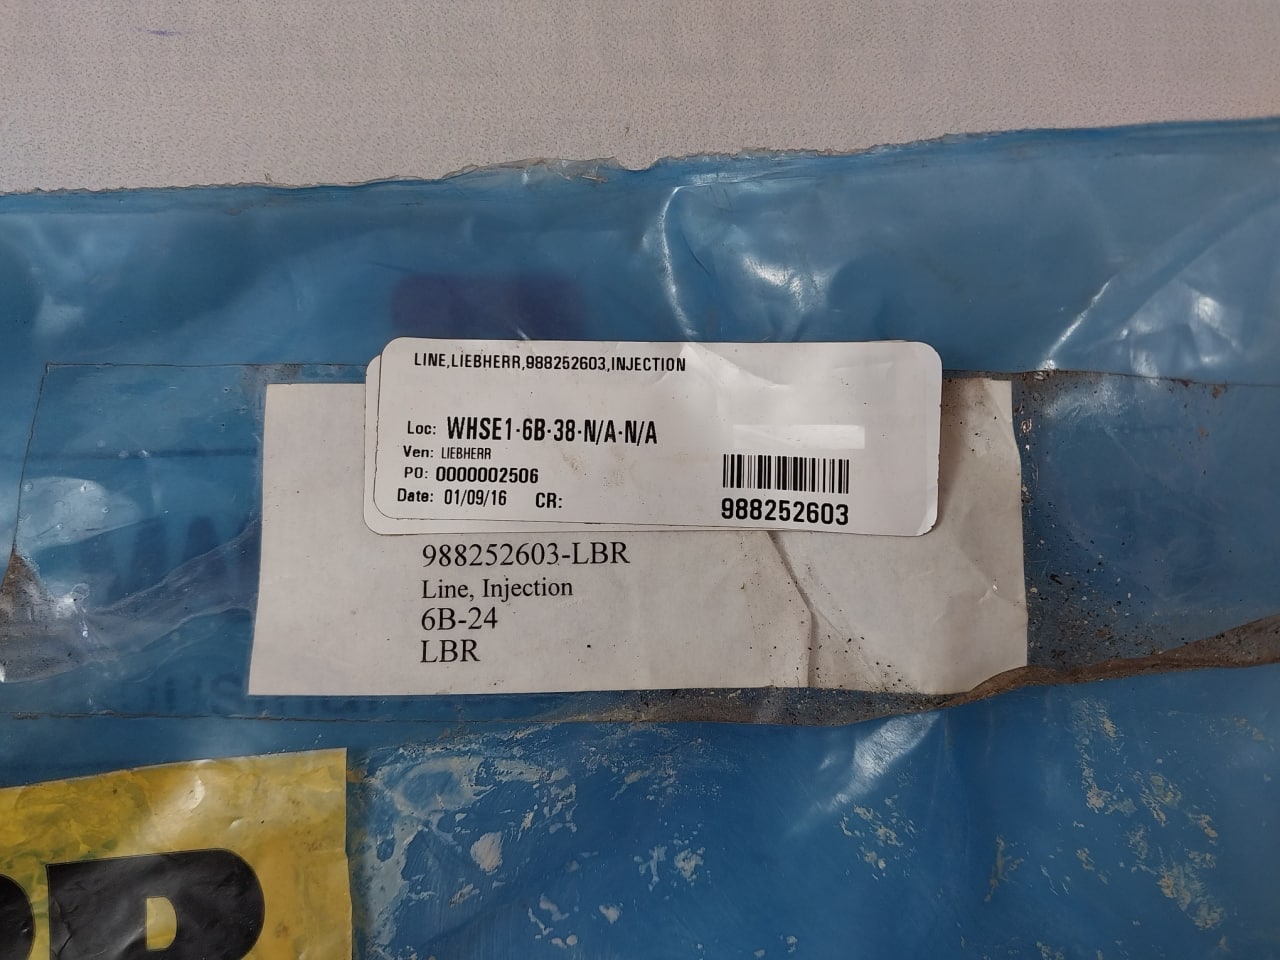 LINE,LIEBHERR,988252603,INJECTION
Loc: WHSE1-6B-38-N/A-N/A
Ven: LIEBHERR
PO: 0000002506
Date: 01/09/16 CR:
988252603
988252603-LBR
Line, Injection
6B-24
LBR